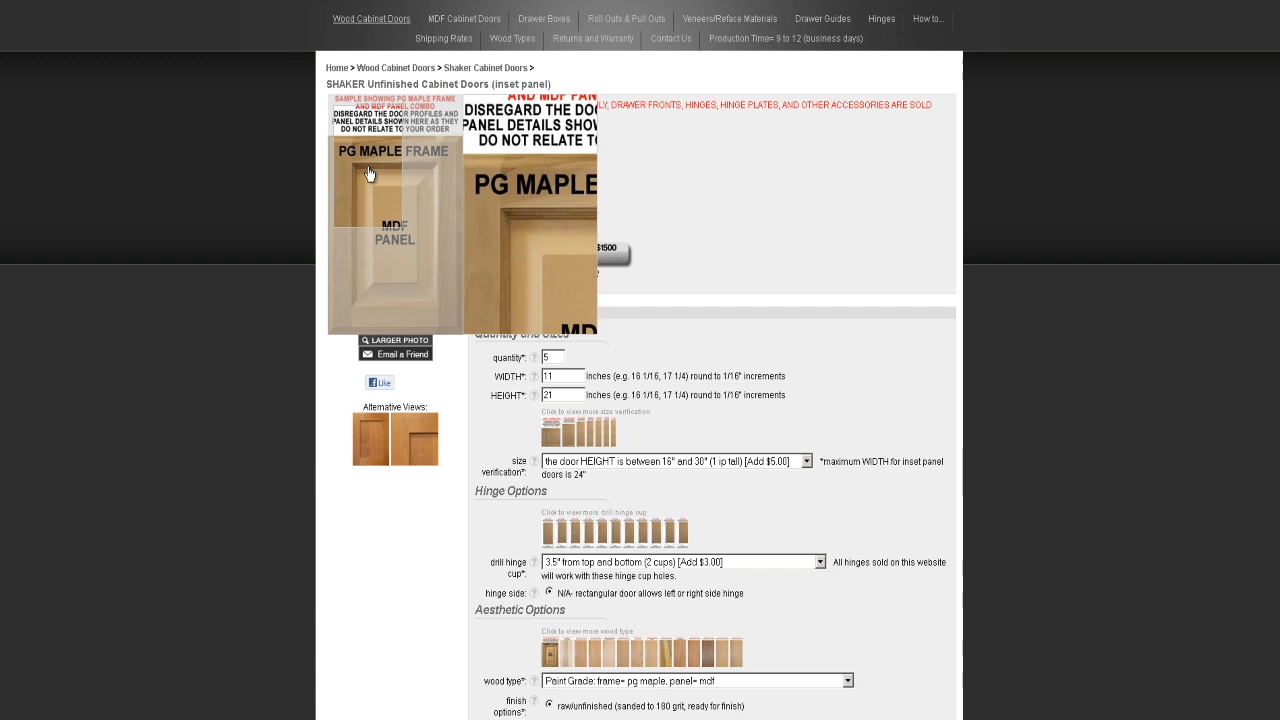 Wood Cabinet Doors MDF Cabinet Doors Drawer Boxes Roll Outs & Pull Outs Veneers/Reface Materials Drawer Guides Hinges How to...
Shipping Rates Wood Types Returns and Warranty Contact Us Production Time= 9 to 12 (business days)
Home > Wood Cabinet Doors > Shaker Cabinet Doors >
SHAKER Unfinished Cabinet Doors (inset panel)
SAMPLE SHOWING PG MAPLE FRAME
AND MDF PANEL COMBO
DISREGARD THE DOOR PROFILES AND
PANEL DETAILS SHOWN HERE AS THEY
DO NOT RELATE TO YOUR ORDER
PG MAPLE FRAME
MDF
PANEL
AND MDF PAN
DISREGARD THE DOO
PANEL DETAILS SHOW
DO NOT RELATE T
PG MAPLE
MD
LY, DRAWER FRONTS, HINGES, HINGE PLATES, AND OTHER ACCESSORIES ARE SOLD
$1500
LARGER PHOTO
Email a Friend
Like
Alternative Views:
Quantity and Sizes
quantity*: ? 5
WIDTH*: ? 11 Inches (e.g. 16 1/16, 17 1/4) round to 1/16" increments
HEIGHT*: ? 21 Inches (e.g. 16 1/16, 17 1/4) round to 1/16" increments
Click to view more size verification
size verification*: ? the door HEIGHT is between 16" and 30" (1 ip tall) [Add $5.00] *maximum WIDTH for inset panel
doors is 24"
Hinge Options
Click to view more drill hinge cup
drill hinge cup*: ? 3.5" from top and bottom (2 cups) [Add $3.00] All hinges sold on this website
will work with these hinge cup holes.
hinge side: ? N/A- rectangular door allows left or right side hinge
Aesthetic Options
Click to view more wood type
wood type*: ? Paint Grade: frame= pg maple, panel= mdf
finish options*: ? raw/unfinished (sanded to 180 grit, ready for finish)